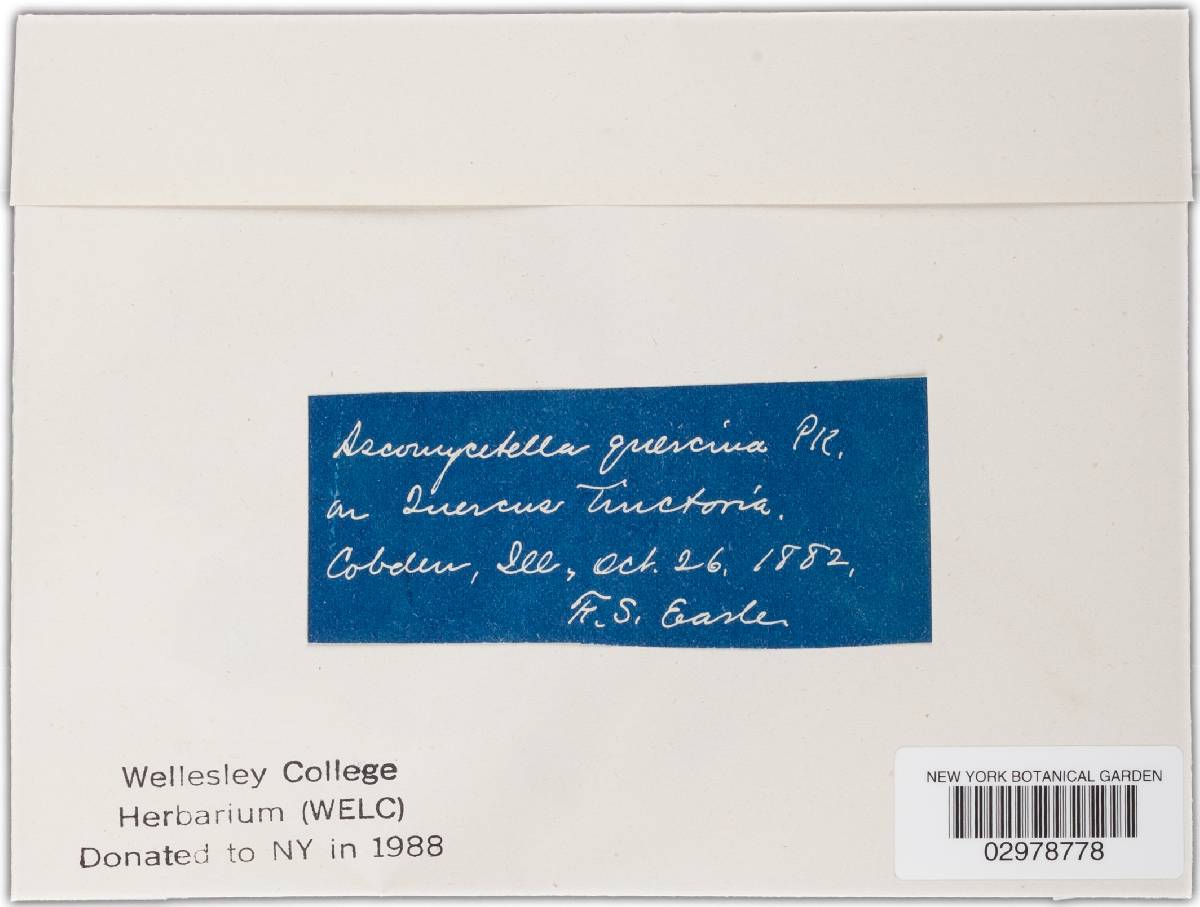 Ascomycetella quercina Pk.
on Quercus Tinctoria.
Cobden, Ill., Oct. 26. 1882.
F. S. Earle.
Wellesley College
Herbarium (WELC)
Donated to NY in 1988
NEW YORK BOTANICAL GARDEN
02978778